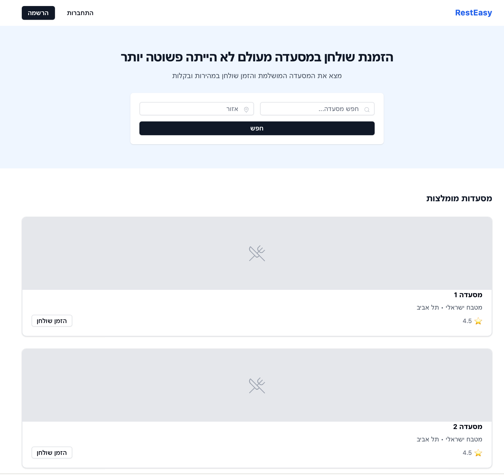 RestEasy
התחברות
הרשמה
הזמנת שולחן במסעדה מעולם לא הייתה פשוטה יותר
מצא את המסעדה המושלמת והזמן שולחן במהירות ובקלות
חפש מסעדה...
אזור
חפש
מסעדות מומלצות
מסעדה 1
מטבח ישראלי • תל אביב
4.5
הזמן שולחן
מסעדה 2
מטבח ישראלי • תל אביב
4.5
הזמן שולחן